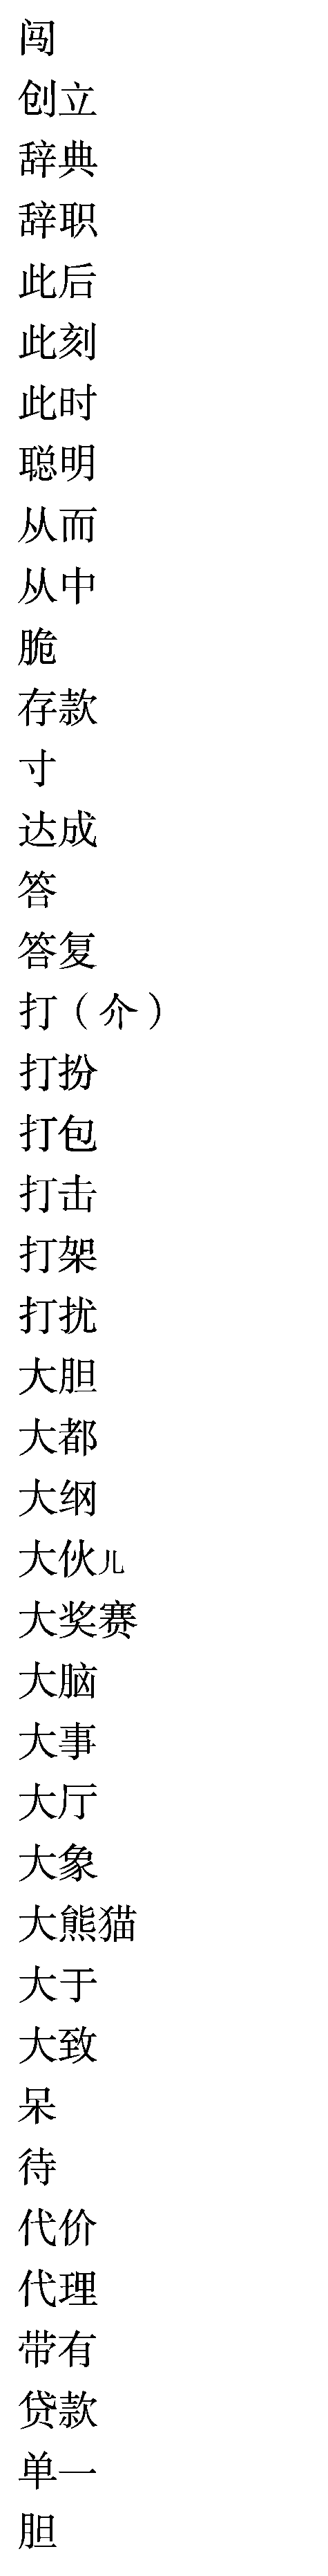 闯
创立
辞典
辞职
此后
此刻
此时
聪明
从而
从中
脆
存款
寸
达成
答
答复
打（介）
打扮
打包
打击
打架
打扰
大胆
大都
大纲
大伙儿
大奖赛
大脑
大事
大厅
大象
大熊猫
大于
大致
呆
待
代价
代理
带有
贷款
单一
胆